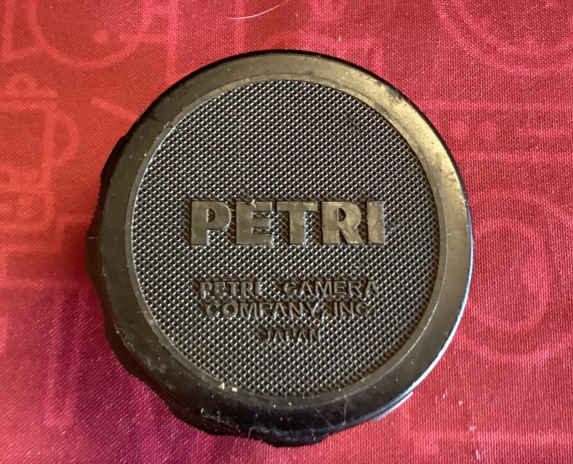 PETRI
PETRI CAMERA
COMPANY, INC
JAPAN